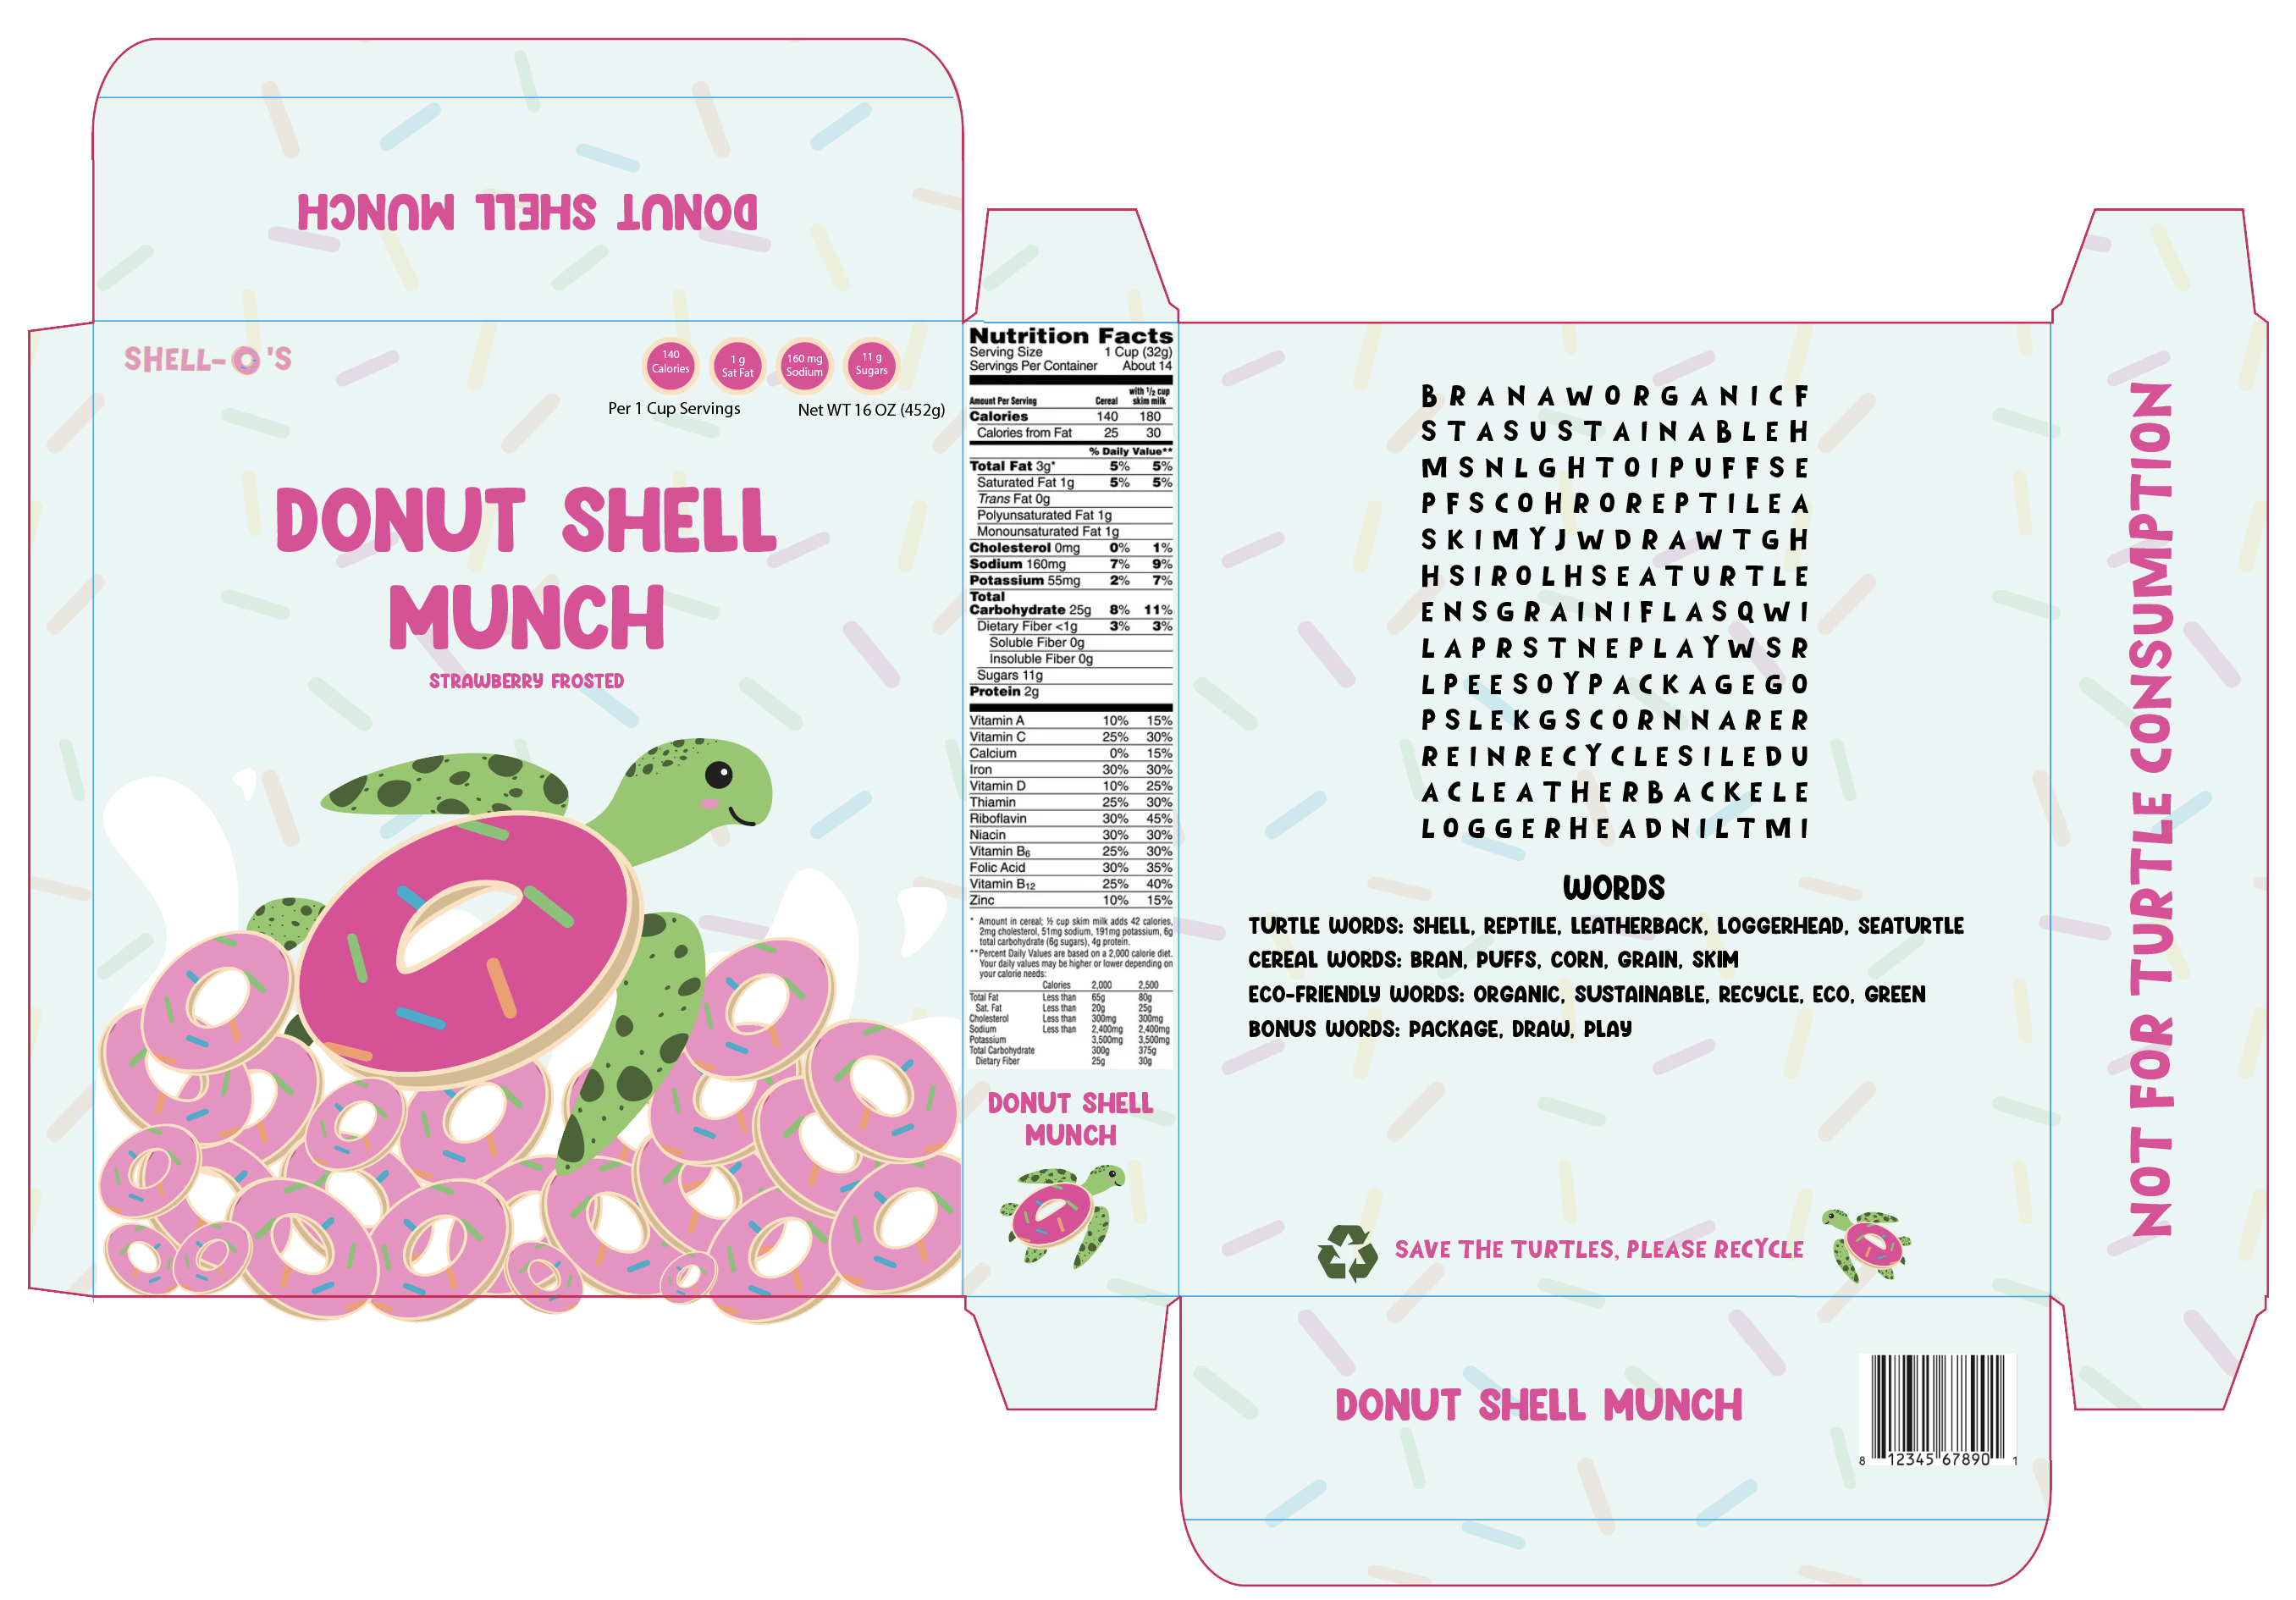 DONUT SHELL MUNCH
SHELL-O'S
140
Calories
1 g
Sat Fat
160 mg
Sodium
11 g
Sugars
Per 1 Cup Servings
Net WT 16 OZ (452g)
DONUT SHELL
MUNCH
STRAWBERRY FROSTED
Nutrition Facts
Serving Size 1 Cup (32g)
Servings Per Container About 14
Amount Per Serving Cereal with 1/2 cup skim milk
Calories 140 180
Calories from Fat 25 30
% Daily Value**
Total Fat 3g* 5% 5%
Saturated Fat 1g 5% 5%
Trans Fat 0g
Polyunsaturated Fat 1g
Monounsaturated Fat 1g
Cholesterol 0mg 0% 1%
Sodium 160mg 7% 9%
Potassium 55mg 2% 7%
Total
Carbohydrate 25g 8% 11%
Dietary Fiber <1g 3% 3%
Soluble Fiber 0g
Insoluble Fiber 0g
Sugars 11g
Protein 2g
Vitamin A 10% 15%
Vitamin C 25% 30%
Calcium 0% 15%
Iron 30% 30%
Vitamin D 10% 25%
Thiamin 25% 30%
Riboflavin 30% 45%
Niacin 30% 30%
Vitamin B6 25% 30%
Folic Acid 30% 35%
Vitamin B12 25% 40%
Zinc 10% 15%
* Amount in cereal; ½ cup skim milk adds 42 calories,
2mg cholesterol, 51mg sodium, 191mg potassium, 6g
total carbohydrate (6g sugars), 4g protein.
**Percent Daily Values are based on a 2,000 calorie diet.
Your daily values may be higher or lower depending on
your calorie needs:
Calories 2,000 2,500
Total Fat Less than 65g 80g
Sat. Fat Less than 20g 25g
Cholesterol Less than 300mg 300mg
Sodium Less than 2,400mg 2,400mg
Potassium 3,500mg 3,500mg
Total Carbohydrate 300g 375g
Dietary Fiber 25g 30g
DONUT SHELL
MUNCH
BRANAWORGANICF
STASUSTAINABLEH
MSNLGHTOIPUFFSE
PFSCOHROREPTILEA
SKIMYJWDRAWTGH
HSIROLHSEATURTLE
ENSGRAINIFLASQWI
LAPRSTNEPLAYWSR
LPEESOYPACKAGEGO
PSLEKGSCORNNARER
REINRECYCLESILEDU
ACLEATHERBACKELE
LOGGERHEADNILTMI
WORDS
TURTLE WORDS: SHELL, REPTILE, LEATHERBACK, LOGGERHEAD, SEATURTLE
CEREAL WORDS: BRAN, PUFFS, CORN, GRAIN, SKIM
ECO-FRIENDLY WORDS: ORGANIC, SUSTAINABLE, RECYCLE, ECO, GREEN
BONUS WORDS: PACKAGE, DRAW, PLAY
SAVE THE TURTLES, PLEASE RECYCLE
DONUT SHELL MUNCH
8 12345 67890 1
NOT FOR TURTLE CONSUMPTION